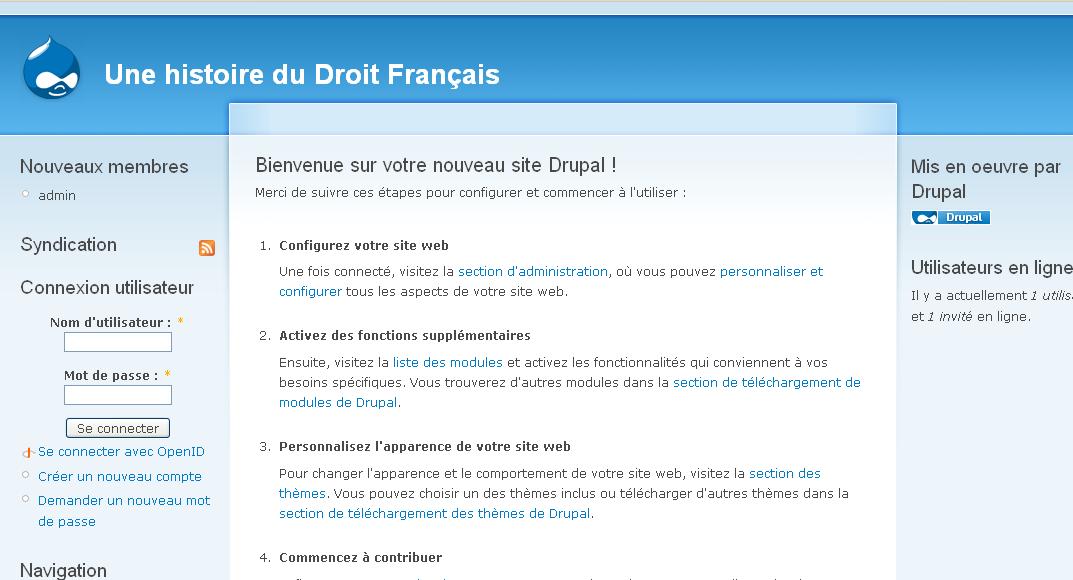 Une histoire du Droit Français
Nouveaux membres
admin
Syndication
Connexion utilisateur
Nom d'utilisateur : *
Mot de passe : *
Se connecter
Se connecter avec OpenID
Créer un nouveau compte
Demander un nouveau mot
de passe
Navigation
Bienvenue sur votre nouveau site Drupal !
Merci de suivre ces étapes pour configurer et commencer à l'utiliser :
1. Configurez votre site web
Une fois connecté, visitez la section d'administration, où vous pouvez personnaliser et
configurer tous les aspects de votre site web.
2. Activez des fonctions supplémentaires
Ensuite, visitez la liste des modules et activez les fonctionnalités qui conviennent à vos
besoins spécifiques. Vous trouverez d'autres modules dans la section de téléchargement de
modules de Drupal.
3. Personnalisez l'apparence de votre site web
Pour changer l'apparence et le comportement de votre site web, visitez la section des
thèmes. Vous pouvez choisir un des thèmes inclus ou télécharger d'autres thèmes dans la
section de téléchargement des thèmes de Drupal.
4. Commencez à contribuer
Mis en oeuvre par
Drupal
Drupal
Utilisateurs en ligne
Il y a actuellement 1 utilis
et 1 invité en ligne.